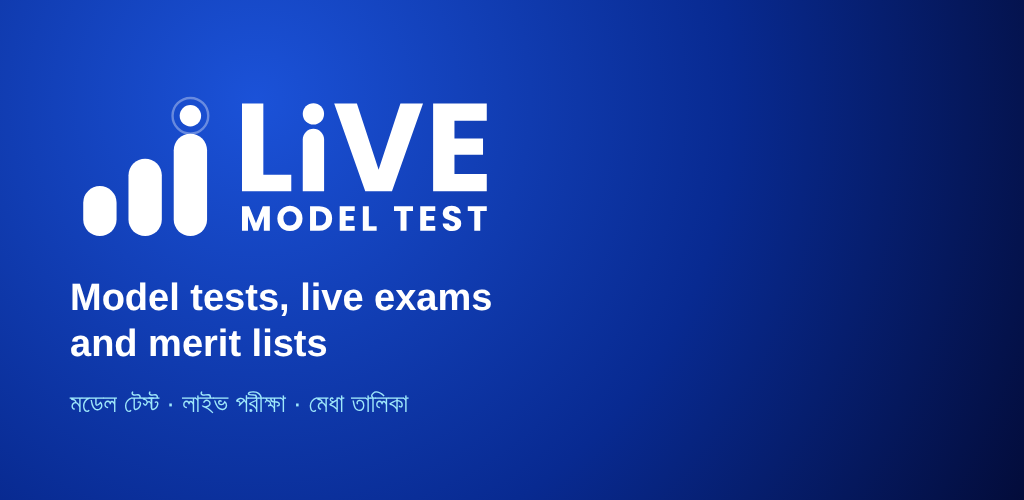 LiVE
MODEL TEST
Model tests, live exams
and merit lists
মডেল টেস্ট · লাইভ পরীক্ষা · মেধা তালিকা